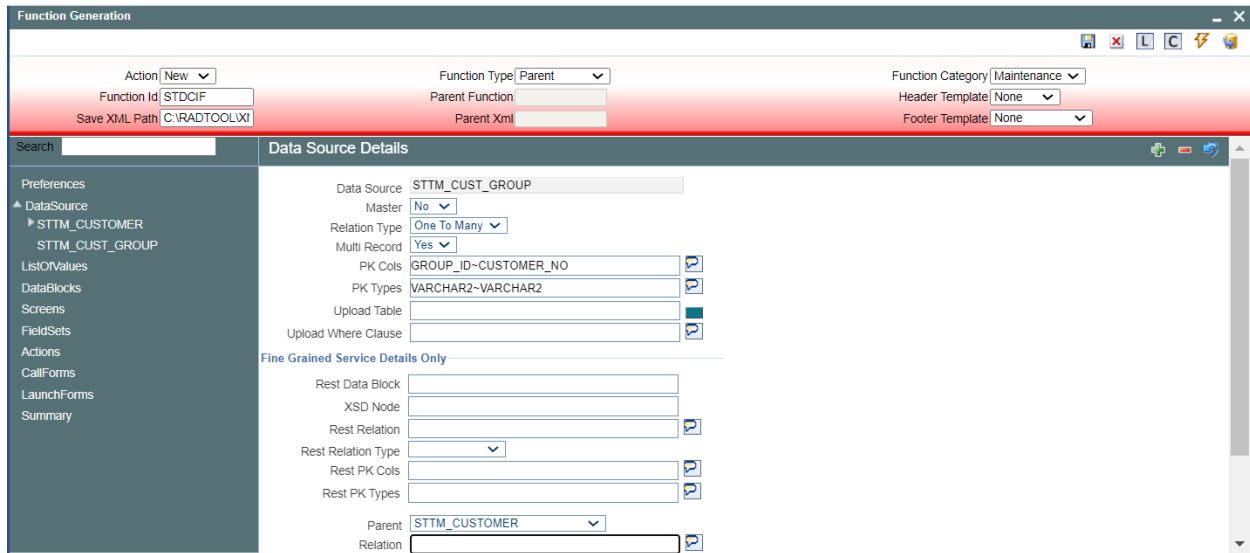 Function Generation
L C
Action New Function Type Parent Function Category Maintenance
Function Id STDCIF Parent Function Header Template None
Save XML Path C:\RADTOOL\XI Parent Xml Footer Template None
Search Data Source Details
Preferences
DataSource
STTM_CUSTOMER
STTM_CUST_GROUP
ListOfValues
DataBlocks
Screens
FieldSets
Actions
CallForms
LaunchForms
Summary
Data Source STTM_CUST_GROUP
Master No
Relation Type One To Many
Multi Record Yes
PK Cols GROUP_ID~CUSTOMER_NO
PK Types VARCHAR2~VARCHAR2
Upload Table
Upload Where Clause
Fine Grained Service Details Only
Rest Data Block
XSD Node
Rest Relation
Rest Relation Type
Rest PK Cols
Rest PK Types
Parent STTM_CUSTOMER
Relation